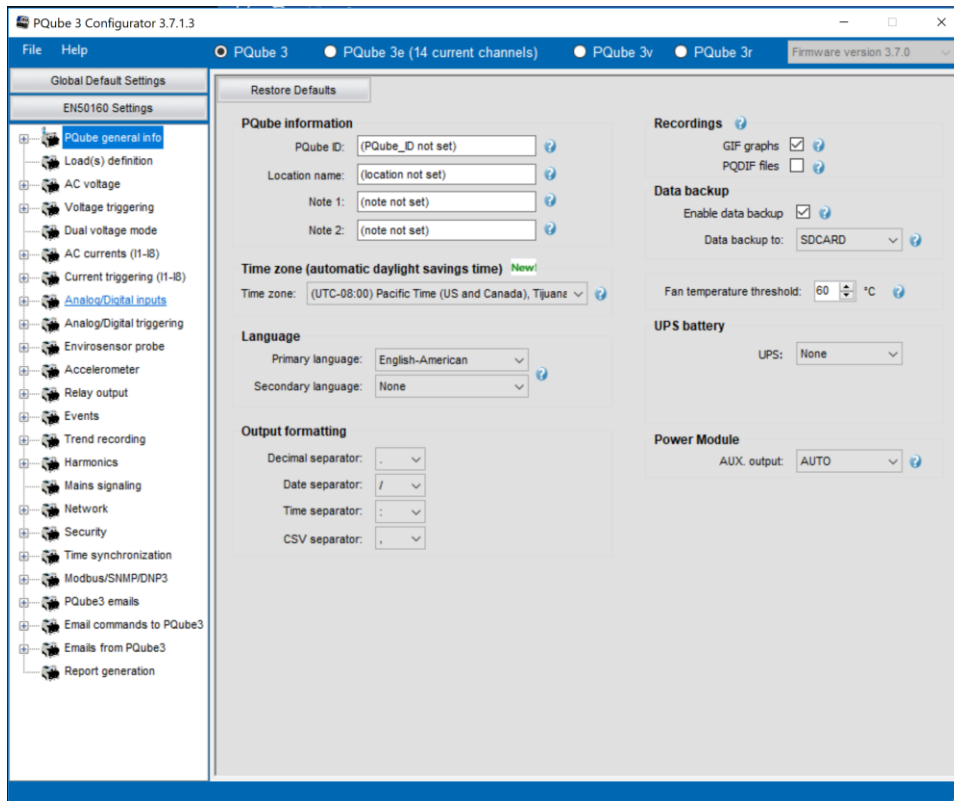 PQube 3 Configurator 3.7.1.3
File Help PQube 3 PQube 3e (14 current channels) PQube 3v PQube 3r Firmware version 3.7.0
Global Default Settings
EN50160 Settings
PQube general info
Load(s) definition
AC voltage
Voltage triggering
Dual voltage mode
AC currents (I1-I8)
Current triggering (I1-I8)
Analog/Digital inputs
Analog/Digital triggering
Envirosensor probe
Accelerometer
Relay output
Events
Trend recording
Harmonics
Mains signaling
Network
Security
Time synchronization
Modbus/SNMP/DNP3
PQube3 emails
Email commands to PQube3
Emails from PQube3
Report generation
Restore Defaults
PQube information
PQube ID: (PQube_ID not set) ?
Location name: (location not set) ?
Note 1: (note not set) ?
Note 2: (note not set) ?
Time zone (automatic daylight savings time) New!
Time zone: (UTC-08:00) Pacific Time (US and Canada), Tijuana ?
Language
Primary language: English-American
?
Secondary language: None
Output formatting
Decimal separator: .
Date separator: /
Time separator: :
CSV separator: ,
Recordings ?
GIF graphs ?
PQDIF files ?
Data backup
Enable data backup ?
Data backup to: SDCARD ?
Fan temperature threshold: 60 °C ?
UPS battery
UPS: None
Power Module
AUX. output: AUTO ?